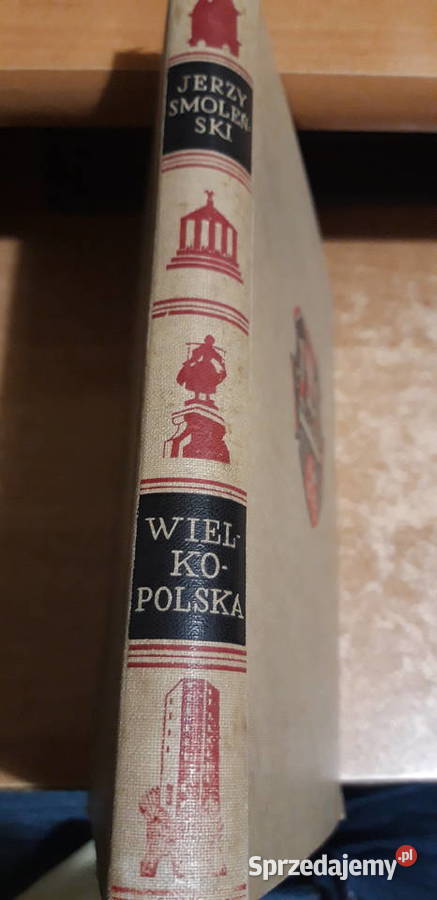 JERZY
SMOLEŃ-
SKI
WIEL-
KO-
POLSKA
Sprzedajemy.pl